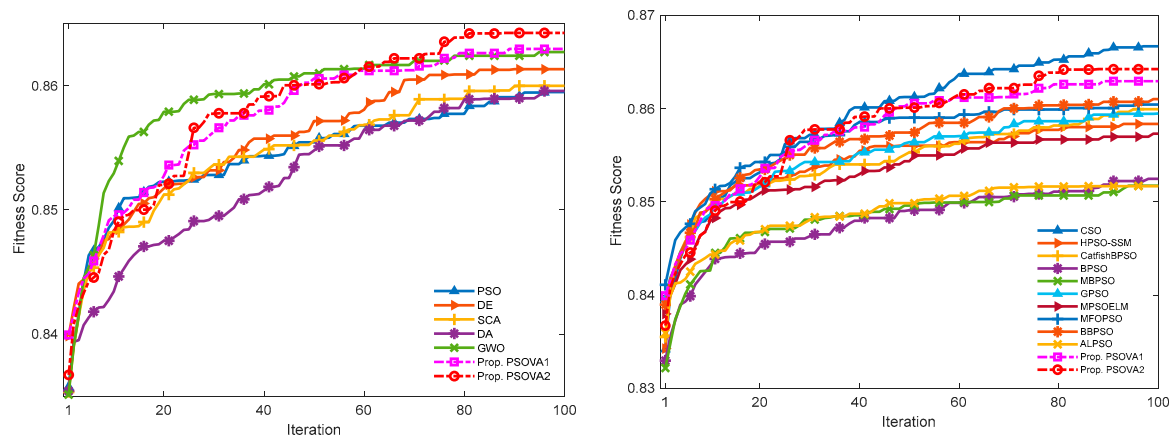 0.86
0.85
0.84
Fitness Score
1
20
40
60
80
100
Iteration
PSO
DE
SCA
DA
GWO
Prop. PSOVA1
Prop. PSOVA2
0.87
0.86
0.85
0.84
0.83
Fitness Score
1
20
40
60
80
100
Iteration
CSO
HPSO-SSM
CatfishBPSO
BPSO
MBPSO
GPSO
MPSOELM
MFOPSO
BBPSO
ALPSO
Prop. PSOVA1
Prop. PSOVA2